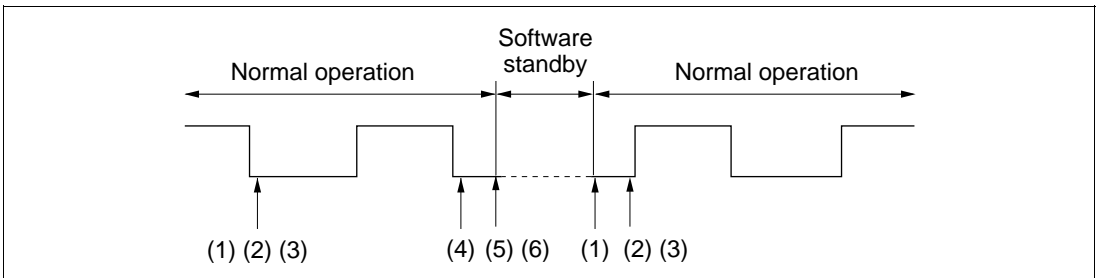 Software
standby
Normal operation
Normal operation
(1) (2) (3)
(4) (5) (6)
(1) (2) (3)